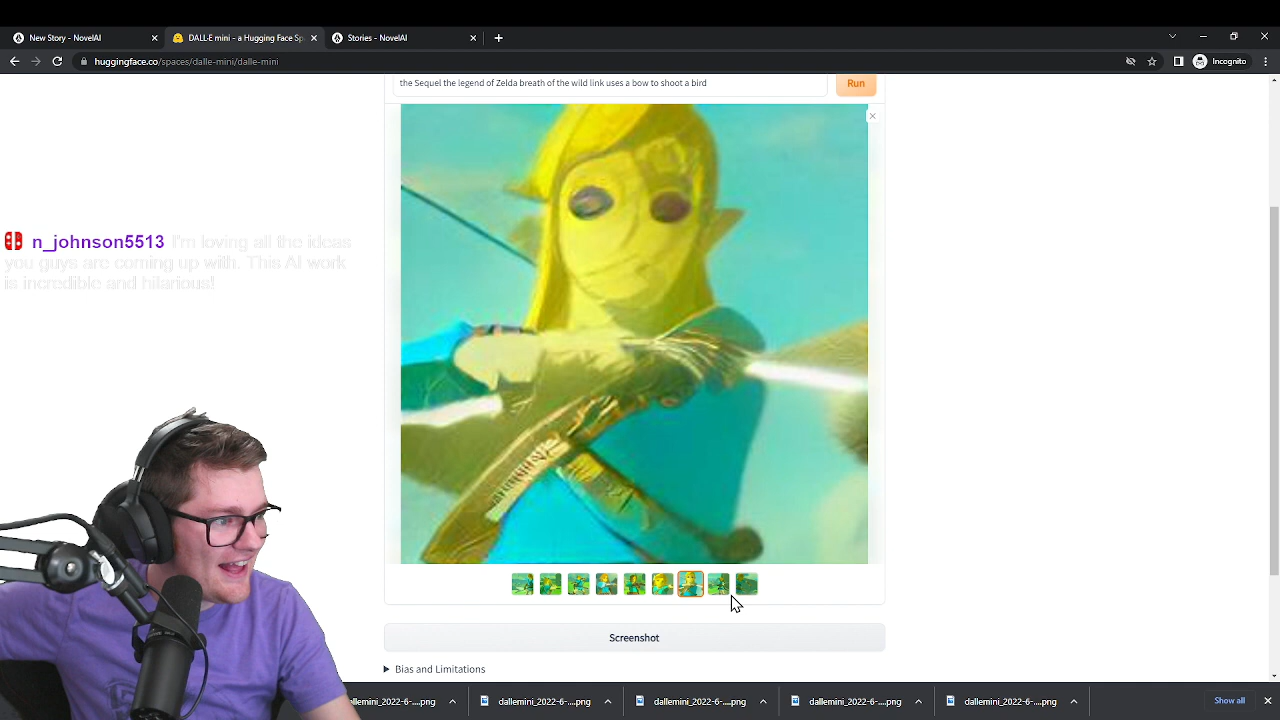 New Story - NovelAI
DALL·E mini - a Hugging Face Sp
Stories - NovelAI
huggingface.co/spaces/dalle-mini/dalle-mini
Incognito
the Sequel the legend of Zelda breath of the wild link uses a bow to shoot a bird
Run
n_johnson5513 I'm loving all the ideas
you guys are coming up with. This AI work
is incredible and hilarious!
Screenshot
Bias and Limitations
dallemini_2022-6-....png
dallemini_2022-6-....png
dallemini_2022-6-....png
dallemini_2022-6-....png
dallemini_2022-6-....png
Show all